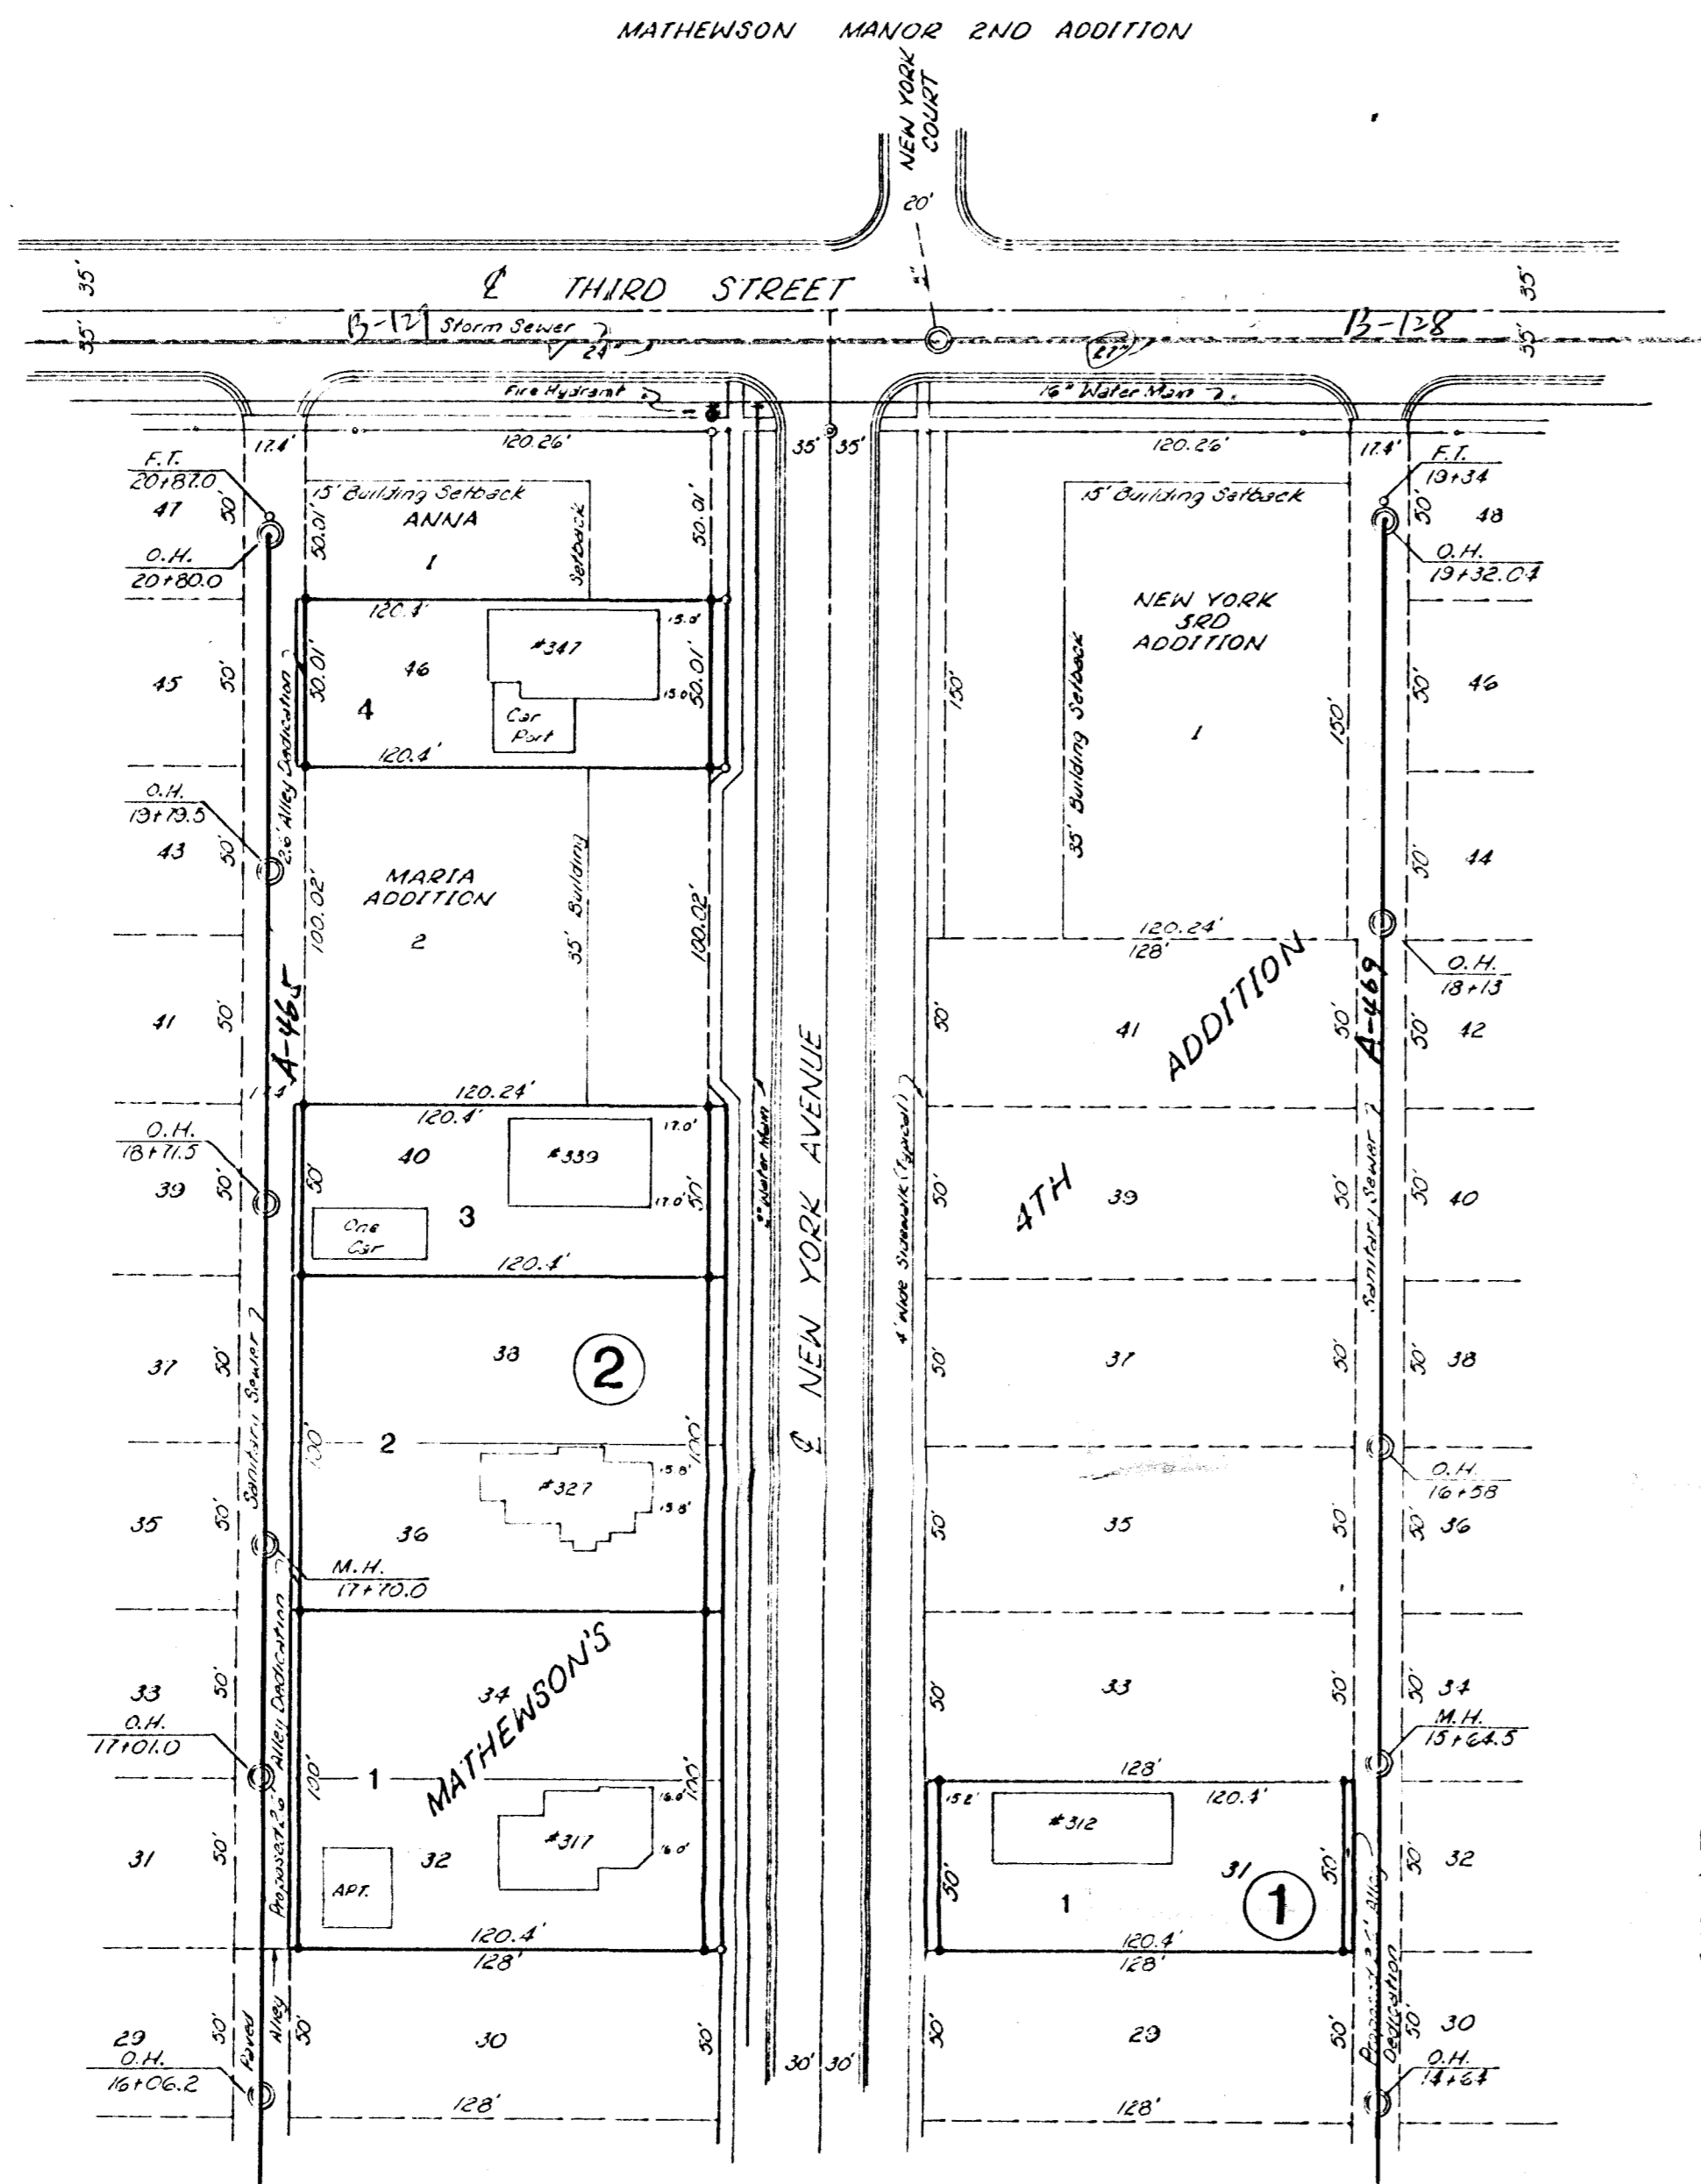 MATHEWSON MANOR 2ND ADDITION
NEW YORK
COURT
20'
35'
℄ THIRD STREET
35'
35'
B-129
Storm Sewer
24"
27"
B-128
35'
Fire Hydrant
16" Water Main
17.4'
120.26'
35' 35'
120.26'
17.4'
F.T.
20+87.0
47
50'
O.H.
20+80.0
15' Building Setback
ANNA
1
50.01'
Setback
50.01'
15' Building Setback
F.T.
19+34
50'
48
O.H.
19+32.04
NEW YORK
3RD
ADDITION
1
150'
35' Building Setback
150'
120.4'
#347
15.0'
15.0'
46
4
50.01'
50.01'
Car
Port
120.4'
45
50'
50'
46
2.6' Alley Dedication
O.H.
19+79.5
43
50'
100.02'
MARIA
ADDITION
2
35' Building
100.02'
50'
44
120.24'
128'
O.H.
18+13
41
50'
A-465
17.4'
50'
41
50'
A-469
50'
42
ADDITION
120.24'
120.4'
O.H.
18+71.5
39
50'
50'
40
#339
17.0'
17.0'
50'
One
Car
3
120.4'
Water Main
℄ NEW YORK AVENUE
4' Wide Sidewalk (Typical)
4TH
50'
39
50'
Sanitary Sewer
50'
40
37
50'
Sanitary Sewer
38
2
100'
2
100'
50'
37
50'
50'
38
#327
15.8'
15.8'
36
35
50'
M.H.
17+70.0
50'
35
50'
O.H.
16+58
50'
36
33
50'
Proposed 2.6' Alley Dedication
34
MATHEWSON'S
50'
33
50'
50'
34
O.H.
17+01.0
M.H.
15+64.5
100'
1
100'
128'
120.4'
31
50'
32
#317
16.0'
16.0'
APT.
15.2'
#312
50'
31
1
1
50'
50'
32
120.4'
128'
120.4'
128'
29
50'
Paved
Alley
50'
30
50'
50'
29
50'
Alley
Dedication
50'
30
O.H.
16+06.2
O.H.
14+64
128'
30' 30'
128'